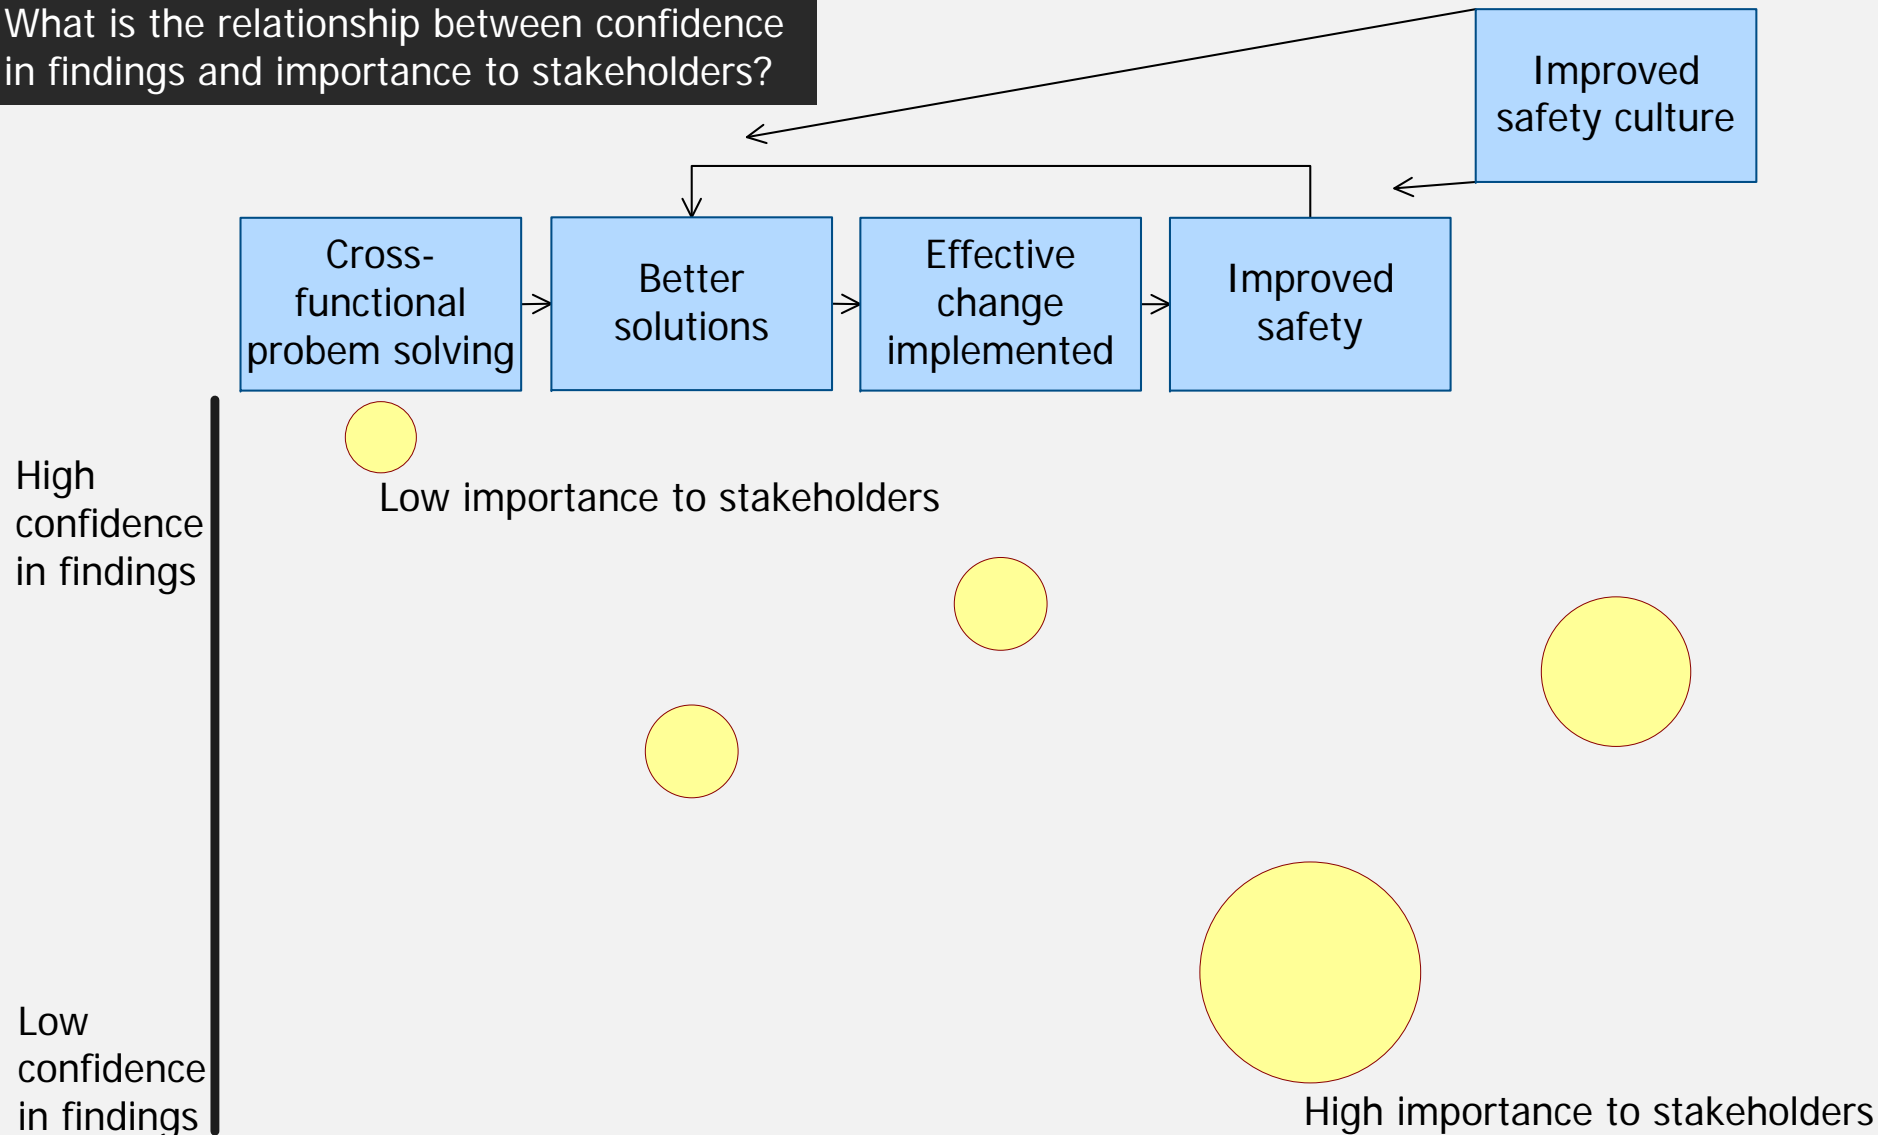 What is the relationship between confidence
in findings and importance to stakeholders?
Improved
safety culture
Cross-
functional
probem solving
Better
solutions
Effective
change
implemented
Improved
safety
High
confidence
in findings
Low importance to stakeholders
Low
confidence
in findings
High importance to stakeholders